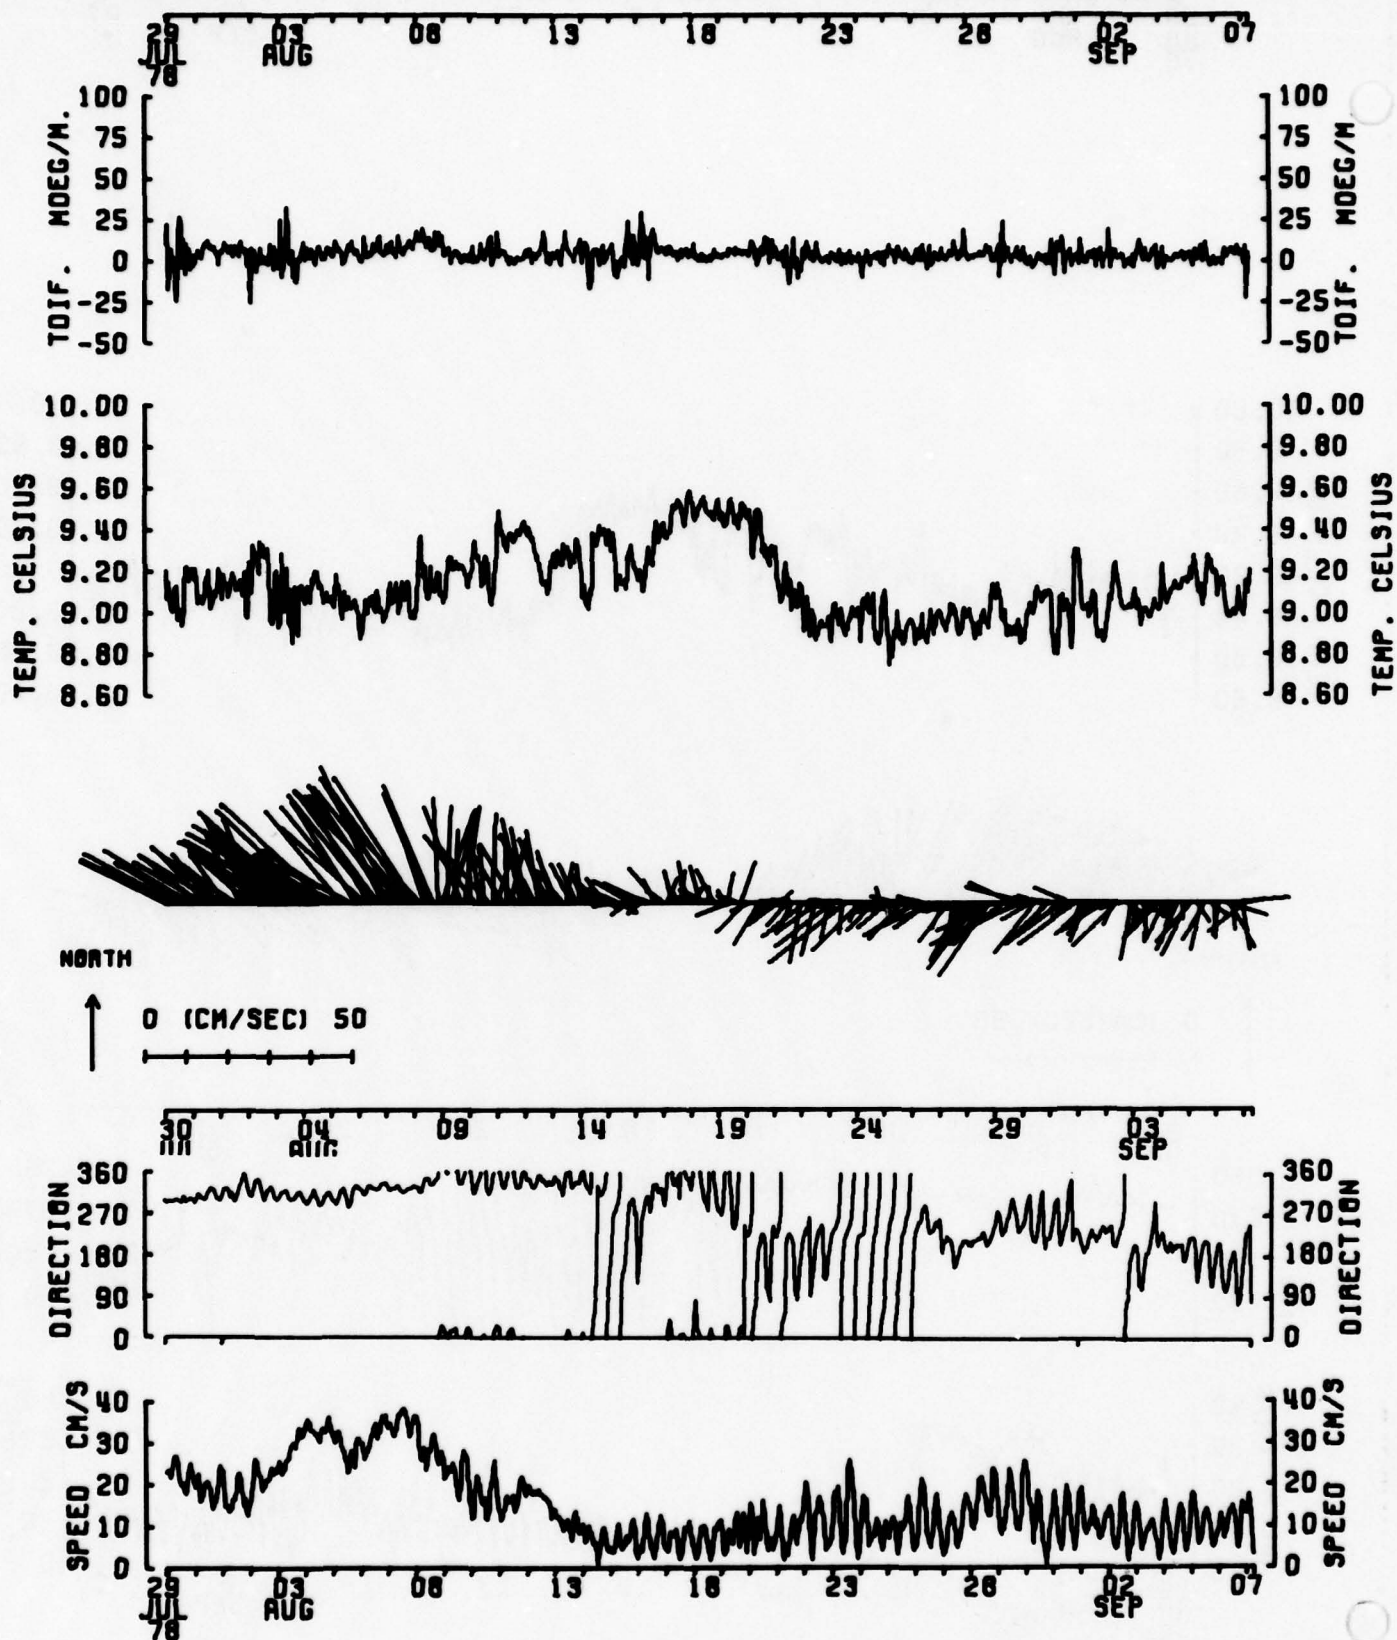 29 03 08 13 18 23 28 02 07
JUL AUG SEP
78
100 100
75 75
50 50
25 25
0 0
-25 -25
-50 -50
TDIF. MDEG/M. TDIF. MDEG/M
10.00 10.00
9.80 9.80
9.60 9.60
9.40 9.40
9.20 9.20
9.00 9.00
8.80 8.80
8.60 8.60
TEMP. CELSIUS TEMP. CELSIUS
NORTH
0 (CM/SEC) 50
30 04 09 14 19 24 29 03
AUG SEP
360 360
270 270
180 180
90 90
0 0
DIRECTION DIRECTION
40 40
30 30
20 20
10 10
0 0
SPEED CM/S SPEED CM/S
29 03 08 13 18 23 28 02 07
JUL AUG SEP
78